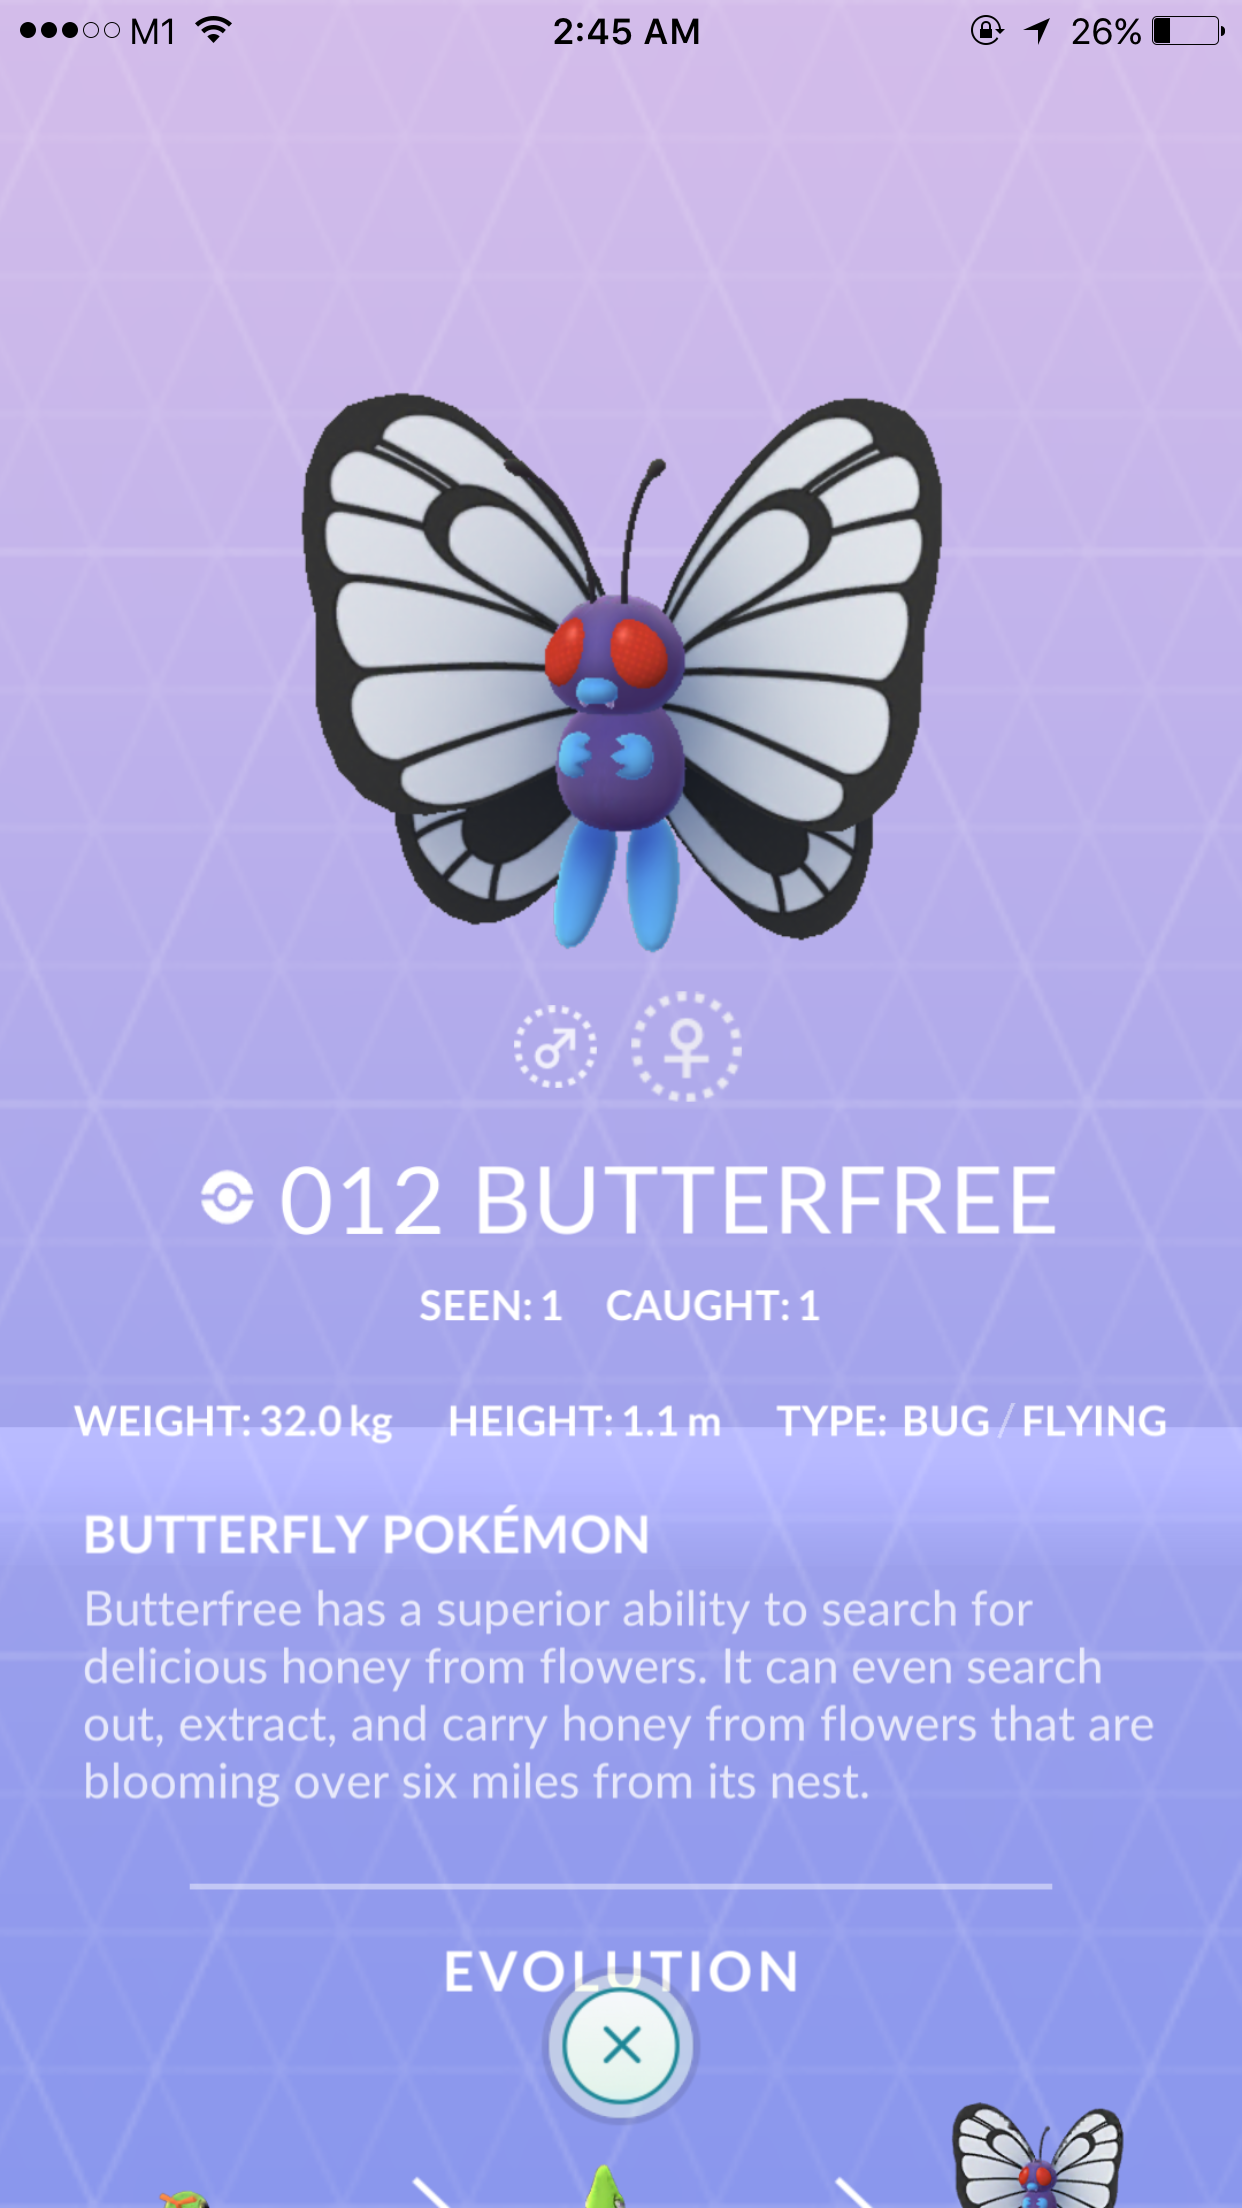 M1 2:45 AM 26%
012 BUTTERFREE
SEEN: 1 CAUGHT: 1
WEIGHT: 32.0 kg HEIGHT: 1.1 m TYPE: BUG / FLYING
BUTTERFLY POKÉMON
Butterfree has a superior ability to search for
delicious honey from flowers. It can even search
out, extract, and carry honey from flowers that are
blooming over six miles from its nest.
EVOLUTION